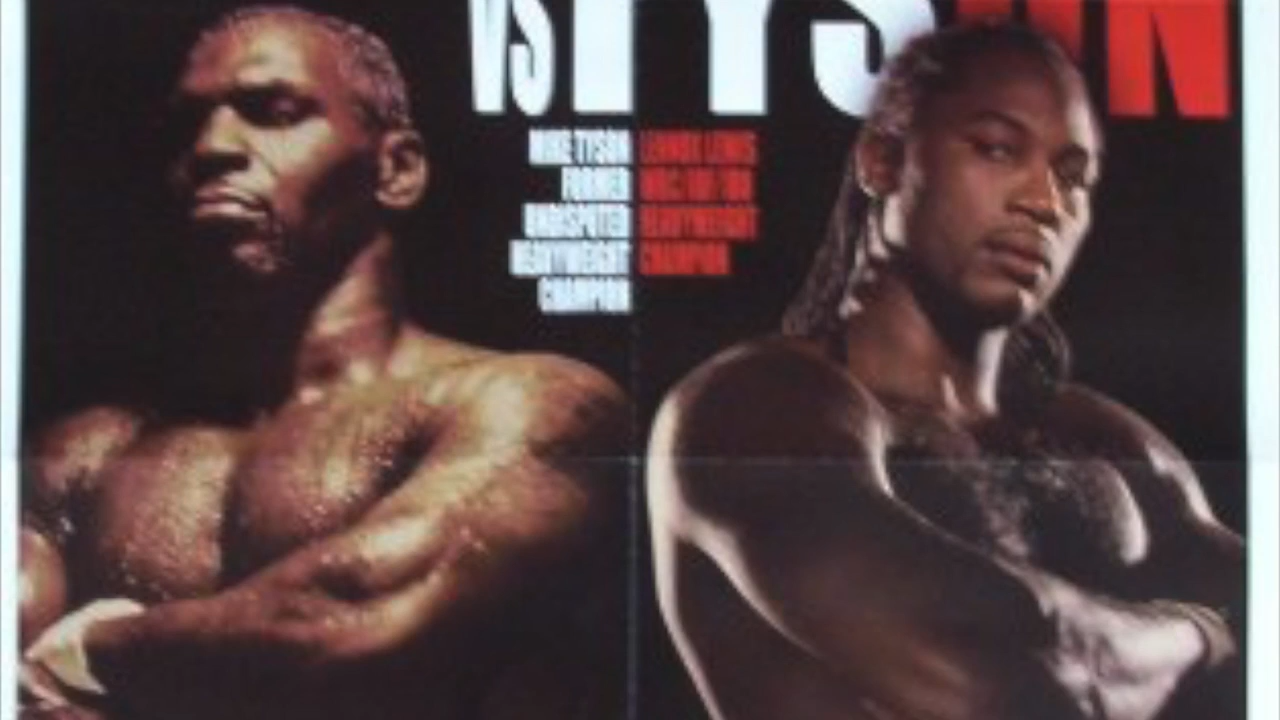 VS TYSON
MIKE TYSON
FORMER
UNDISPUTED
HEAVYWEIGHT
CHAMPION
LENNOX LEWIS
HEAVYWEIGHT
CHAMPION